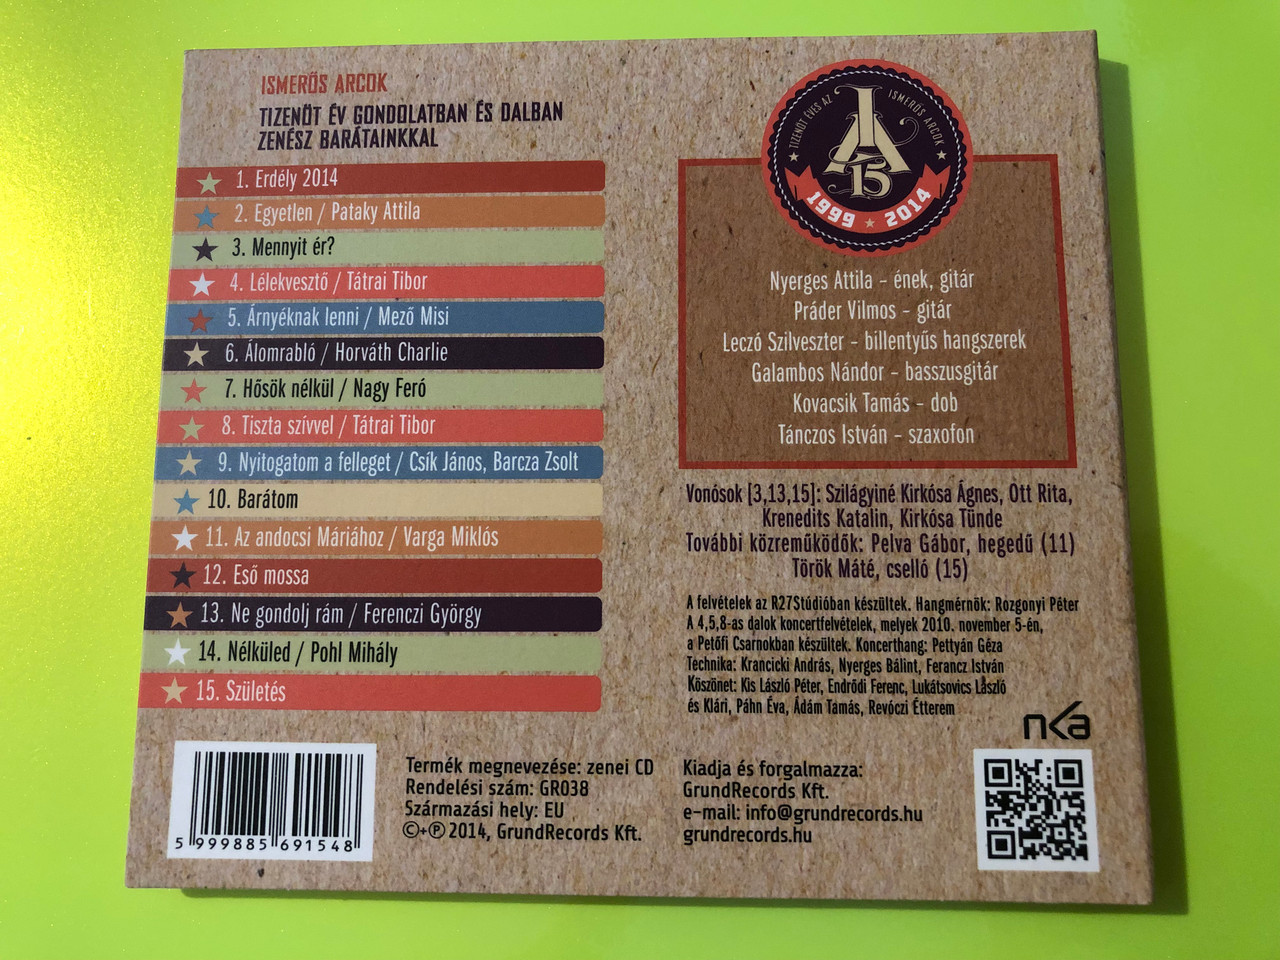 ISMERŐS ARCOK
TIZENÖT ÉV GONDOLATBAN ÉS DALBAN
ZENÉSZ BARÁTAINKKAL
1. Erdély 2014
2. Egyetlen / Pataky Attila
3. Mennyit ér?
4. Lélekvesztő / Tátrai Tibor
5. Árnyéknak lenni / Mező Misi
6. Álomrabló / Horváth Charlie
7. Hősök nélkül / Nagy Feró
8. Tiszta szívvel / Tátrai Tibor
9. Nyitogatom a felleget / Csík János, Barcza Zsolt
10. Barátom
11. Az andocsi Máriához / Varga Miklós
12. Eső mossa
13. Ne gondolj rám / Ferenczi György
14. Nélküled / Pohl Mihály
15. Születés
TIZENÖT ÉVES AZ ISMERŐS ARCOK
IA
15
1999 ★ 2014
Nyerges Attila – ének, gitár
Práder Vilmos – gitár
Leczó Szilveszter – billentyűs hangszerek
Galambos Nándor – basszusgitár
Kovacsik Tamás – dob
Tánczos István – szaxofon
Vonósok [3,13,15]: Szilágyiné Kirkósa Ágnes, Ott Rita,
Krenedits Katalin, Kirkósa Tünde
További közreműködők: Pelva Gábor, hegedű (11)
Török Máté, cselló (15)
A felvételek az R27Stúdióban készültek. Hangmérnök: Rozgonyi Péter
A 4,5,8-as dalok koncertfelvételek, melyek 2010. november 5-én,
a Petőfi Csarnokban készültek. Koncerthang: Pettyán Géza
Technika: Krancicki András, Nyerges Bálint, Ferancz István
Köszönet: Kis László Péter, Endrődi Ferenc, Lukátsovics László
és Klári, Páhn Éva, Ádám Tamás, Revóczi Étterem
nka
5 999885 691548
Termék megnevezése: zenei CD
Rendelési szám: GR038
Származási hely: EU
©+℗ 2014, GrundRecords Kft.
Kiadja és forgalmazza:
GrundRecords Kft.
e-mail: info@grundrecords.hu
grundrecords.hu